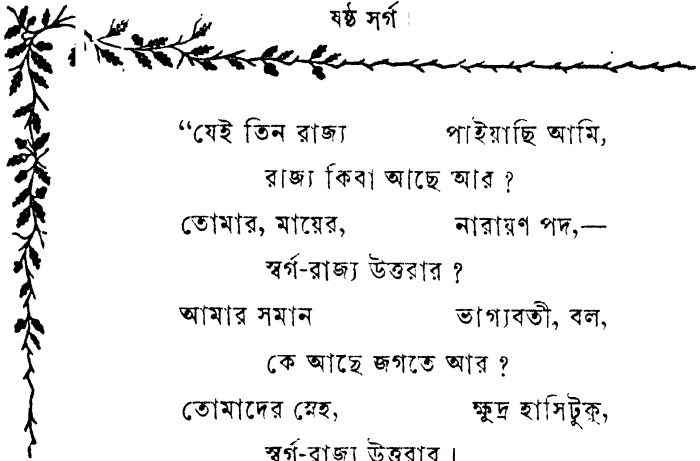 ষষ্ঠ সর্গ
“যেই তিন রাজ্য পাইয়াছি আমি,
রাজ্য কিবা আছে আর ?
তোমার, মায়ের, নারায়ণ পদ,—
স্বর্গ-রাজ্য উত্তরার ?
আমার সমান ভাগ্যবতী, বল,
কে আছে জগতে আর ?
তোমাদের স্নেহ, ক্ষুদ্র হাসিটুকু,
স্বর্গ-রাজ্য উত্তরার ।